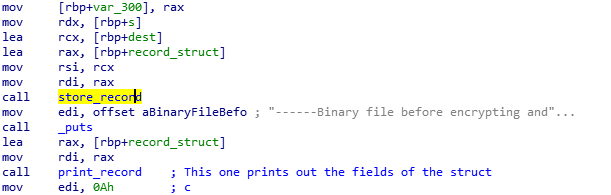 mov [rbp+var_300], rax
mov rdx, [rbp+s]
lea rcx, [rbp+dest]
lea rax, [rbp+record_struct]
mov rsi, rcx
mov rdi, rax
call store_record
mov edi, offset aBinaryFileBefo ; "------Binary file before encrypting and"...
call _puts
lea rax, [rbp+record_struct]
mov rdi, rax
call print_record ; This one prints out the fields of the struct
mov edi, 0Ah ; c